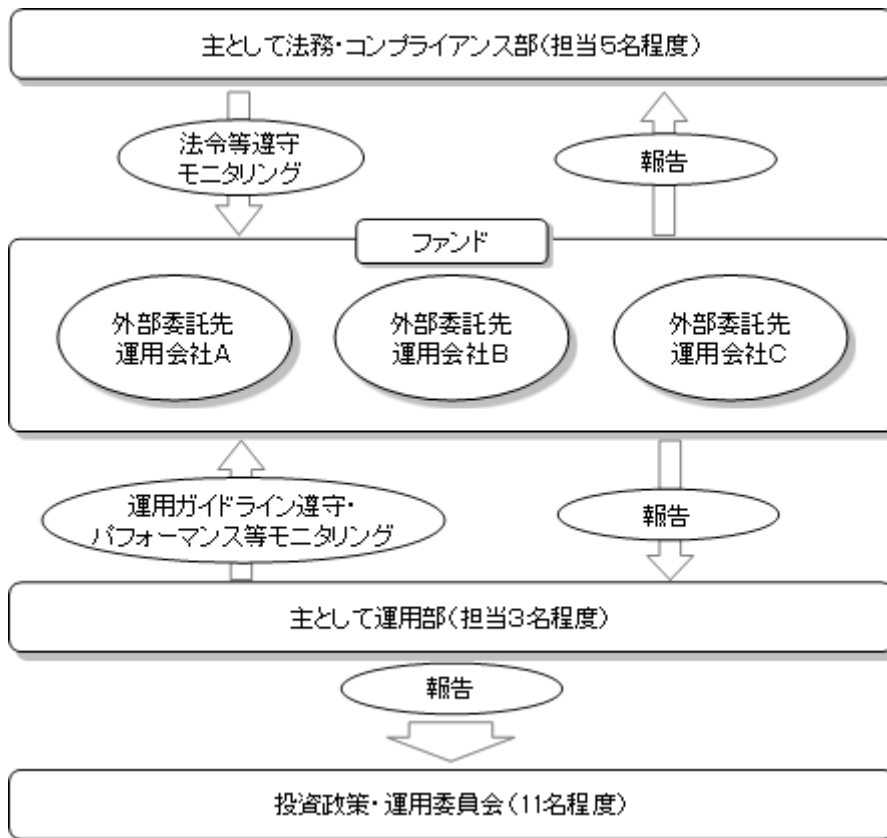 主として法務・コンプライアンス部(担当5名程度)
法令等遵守
モニタリング
報告
ファンド
外部委託先
運用会社A
外部委託先
運用会社B
外部委託先
運用会社C
運用ガイドライン遵守・
パフォーマンス等モニタリング
報告
主として運用部(担当3名程度)
報告
投資政策・運用委員会(11名程度)